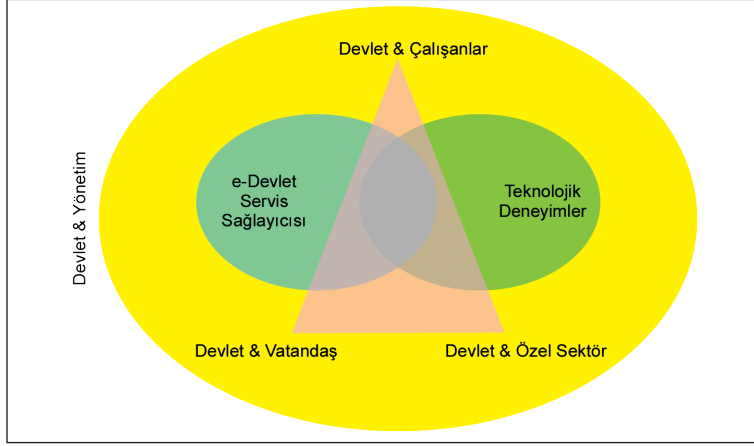 Devlet & Çalışanlar
Devlet & Yönetim
e-Devlet
Servis
Sağlayıcısı
Teknolojik
Deneyimler
Devlet & Vatandaş
Devlet & Özel Sektör